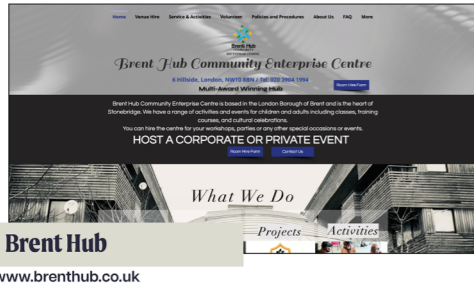 Home Venue Hire Service & Activities Volunteer Policies and Procedures About Us FAQ More
Brent Hub
Brent Hub Community Enterprise Centre
6 Hillside, London, NW10 8BN / Tel: 020 3904 1994
Room Hire Form
Multi-Award Winning Hub
Brent Hub Community Enterprise Centre is based in the London Borough of Brent and is the heart of
Stonebridge. We have a range of activities and events for children and adults including classes, training
courses, and cultural celebrations.
You can hire the centre for your workshops, parties or any other special occasions or events.
HOST A CORPORATE OR PRIVATE EVENT
Room Hire Form Contact Us
What We Do
Projects Activities
Brent Hub
www.brenthub.co.uk